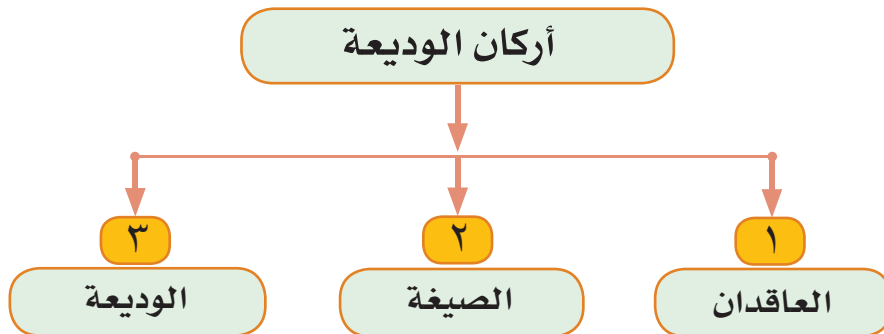 أركان الوديعة
١
٢
٣
العاقدان
الصيغة
الوديعة